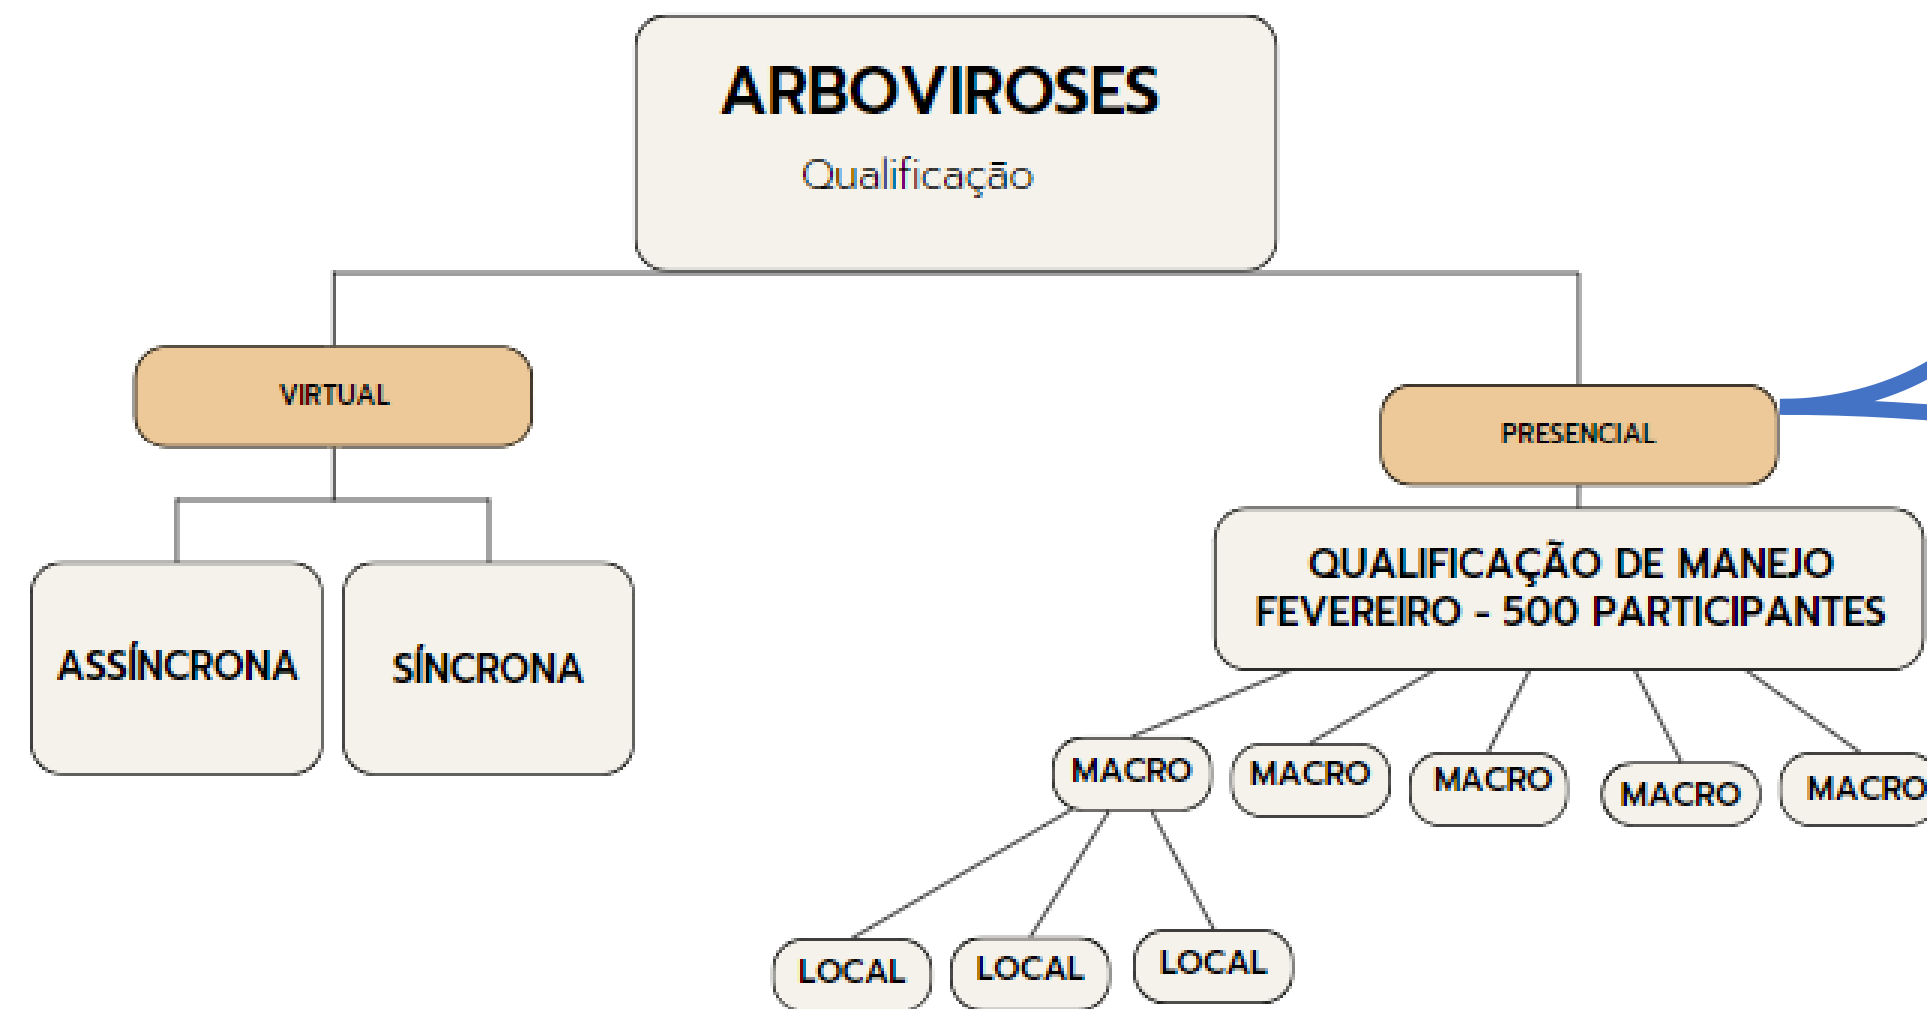 ARBOVIROSES
Qualificação
VIRTUAL
PRESENCIAL
ASSÍNCRONA
SÍNCRONA
QUALIFICAÇÃO DE MANEJO
FEVEREIRO - 500 PARTICIPANTES
MACRO
MACRO
MACRO
MACRO
MACRO
LOCAL
LOCAL
LOCAL